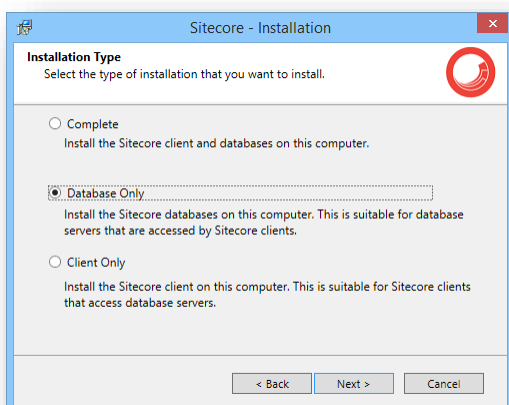 Sitecore - Installation
Installation Type
Select the type of installation that you want to install.
Complete
Install the Sitecore client and databases on this computer.
Database Only
Install the Sitecore databases on this computer. This is suitable for database
servers that are accessed by Sitecore clients.
Client Only
Install the Sitecore client on this computer. This is suitable for Sitecore clients
that access database servers.
< Back Next > Cancel